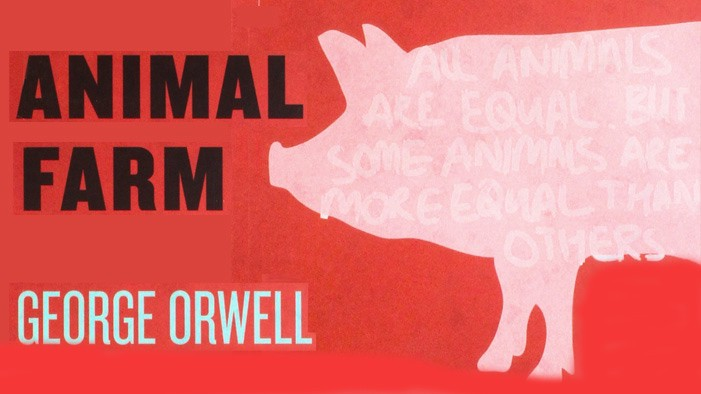 ANIMAL
FARM
GEORGE ORWELL
ALL ANIMALS
ARE EQUAL. BUT
SOME ANIMALS ARE
MORE EQUAL THAN
OTHERS